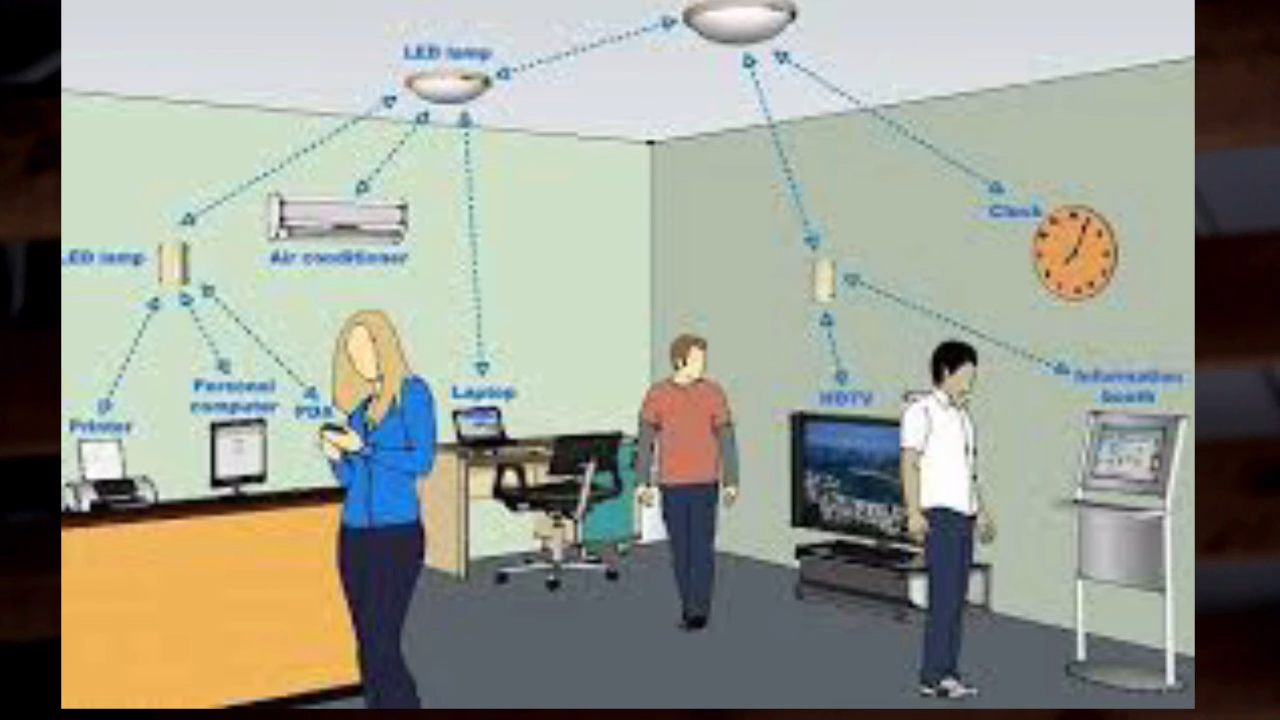 LED lamp
Clock
LED lamp
Air conditioner
Information
booth
Personal
computer
Laptop
HDTV
PDA
Printer